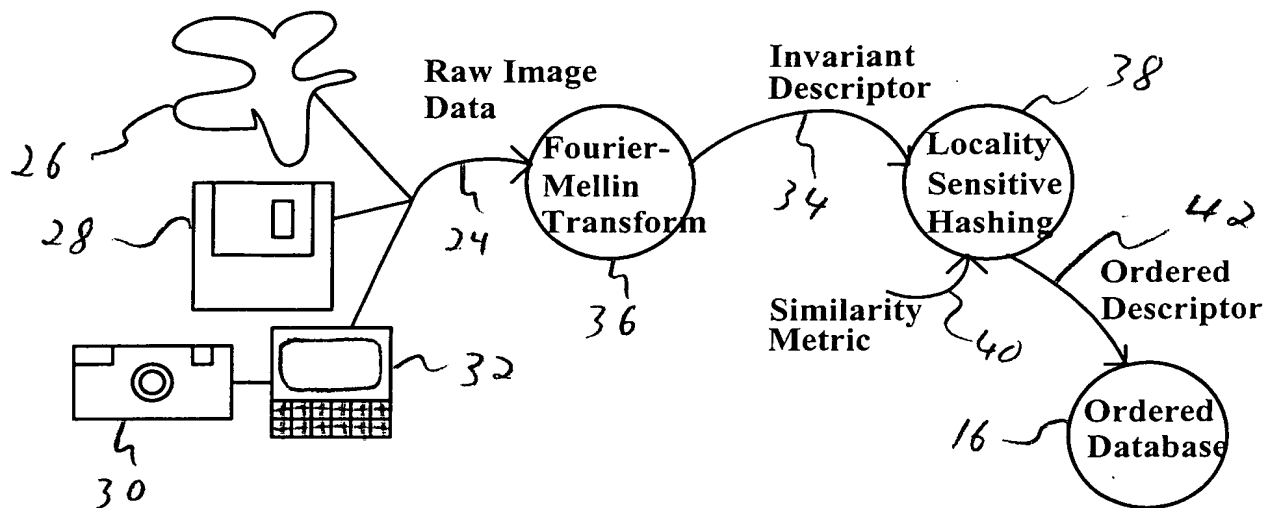 Raw Image
Data
Invariant
Descriptor
38
26
Fourier-
Mellin
Transform
Locality
Sensitive
Hashing
28
24
34
42
36
Similarity
Metric
40
Ordered
Descriptor
32
30
16
Ordered
Database